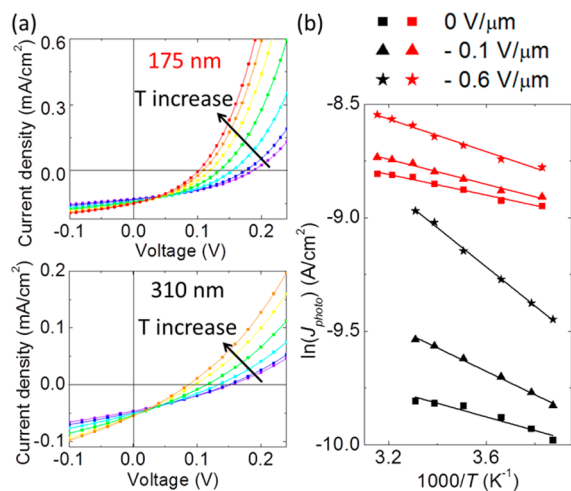 (a)
175 nm
T increase
0.6
0.3
0.0
-0.1 0.0 0.1 0.2
Current density (mA/cm²)
Voltage (V)
310 nm
T increase
0.2
0.1
0.0
-0.1
-0.1 0.0 0.1 0.2
Current density (mA/cm²)
Voltage (V)
(b)
0 V/μm
- 0.1 V/μm
- 0.6 V/μm
-8.5
-9.0
-9.5
-10.0
3.2 3.6
ln(J_photo) (A/cm²)
1000/T (K⁻¹)